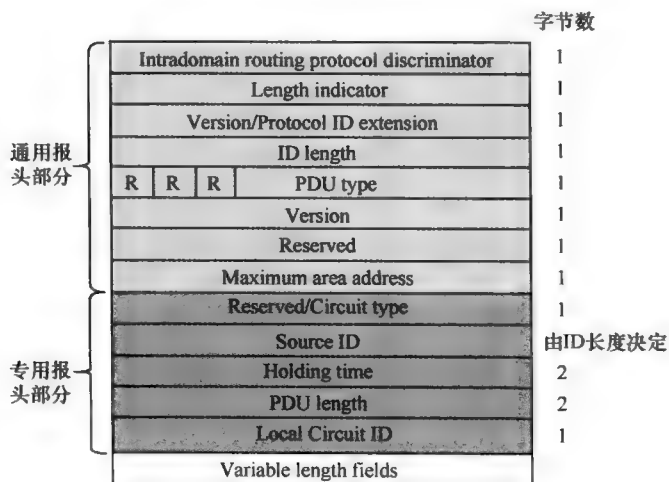 字节数
Intradomain routing protocol discriminator 1
Length indicator 1
Version/Protocol ID extension 1
ID length 1
R R R PDU type 1
Version 1
Reserved 1
Maximum area address 1
通用报
头部分
Reserved/Circuit type 1
Source ID 由ID长度决定
Holding time 2
PDU length 2
Local Circuit ID 1
专用报
头部分
Variable length fields